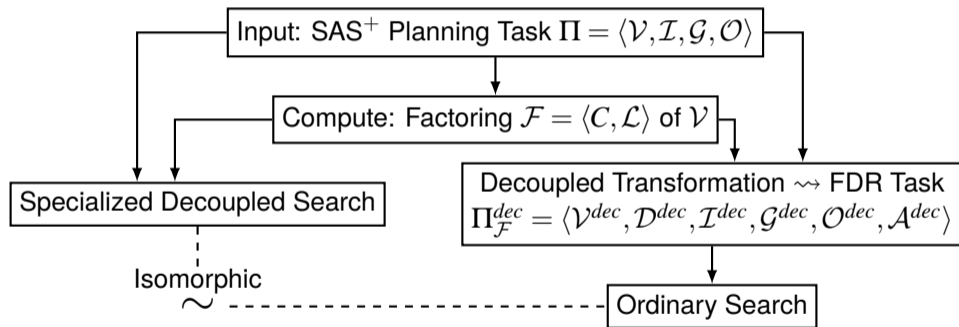 Input: SAS⁺ Planning Task Π = ⟨𝒱, ℐ, 𝒢, 𝒪⟩
Compute: Factoring ℱ = ⟨C, ℒ⟩ of 𝒱
Specialized Decoupled Search
Decoupled Transformation ⇝ FDR Task
Π_ℱ^{dec} = ⟨𝒱^{dec}, 𝒟^{dec}, ℐ^{dec}, 𝒢^{dec}, 𝒪^{dec}, 𝒜^{dec}⟩
Isomorphic
∼
Ordinary Search